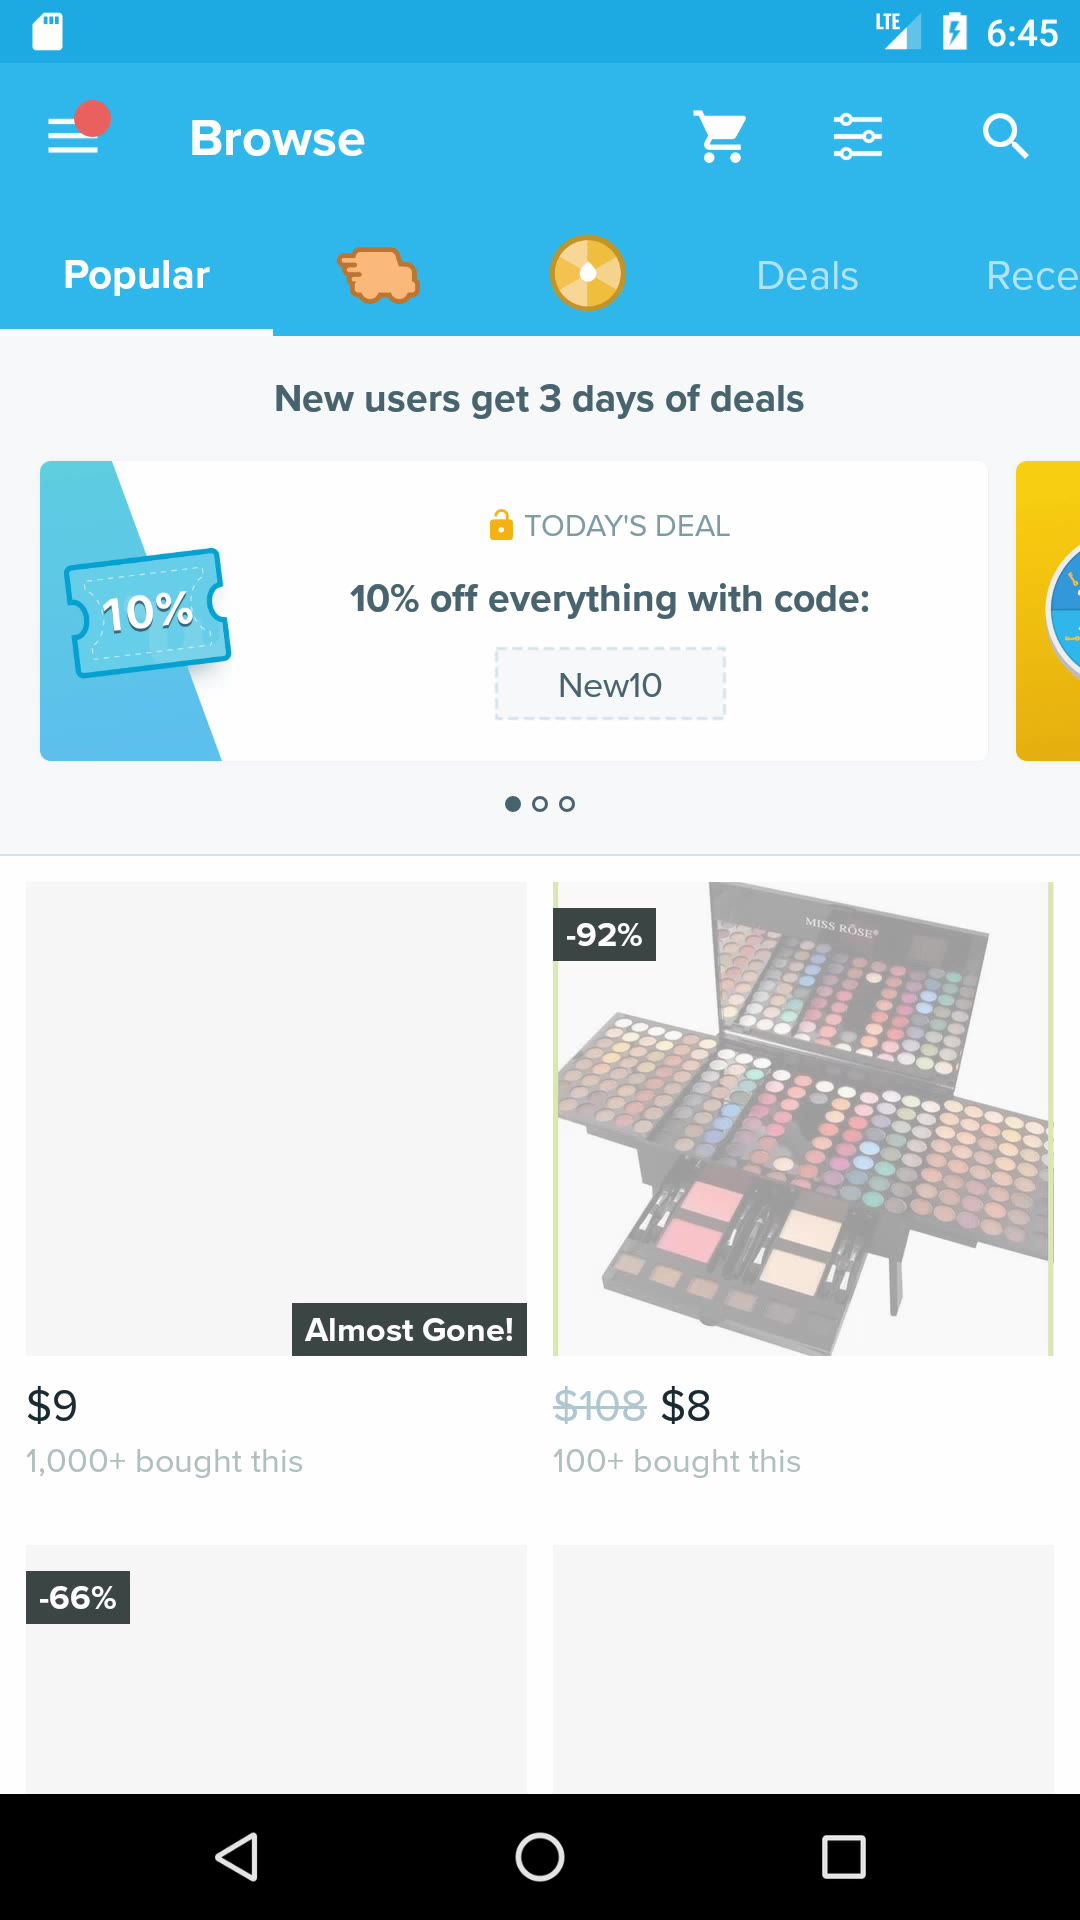 LTE 6:45
Browse
Popular Deals Rece
New users get 3 days of deals
TODAY'S DEAL
10%
10% off everything with code:
New10
-92%
MISS RÔSE®
Almost Gone!
$9
$108 $8
1,000+ bought this
100+ bought this
-66%